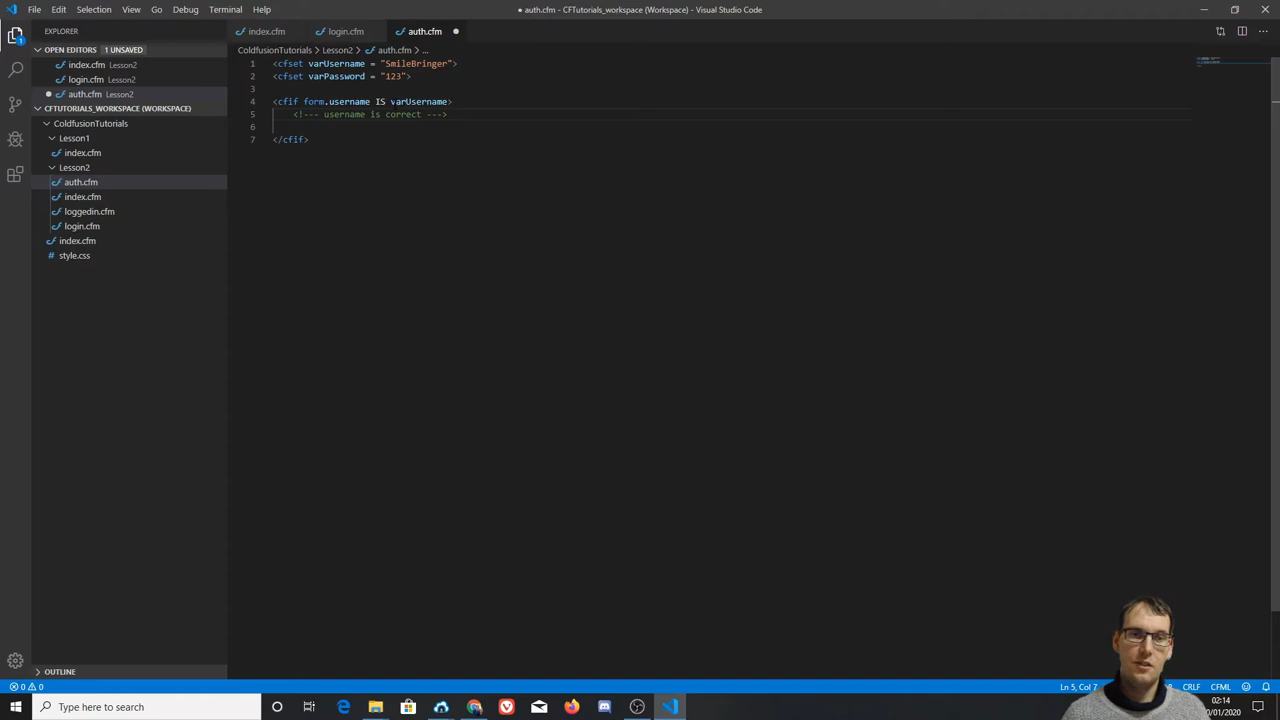 File Edit Selection View Go Debug Terminal Help
● auth.cfm - CFTutorials_workspace (Workspace) - Visual Studio Code
EXPLORER
OPEN EDITORS 1 UNSAVED
index.cfm Lesson2
login.cfm Lesson2
auth.cfm Lesson2
CFTUTORIALS_WORKSPACE (WORKSPACE)
ColdfusionTutorials
Lesson1
index.cfm
Lesson2
auth.cfm
index.cfm
loggedin.cfm
login.cfm
index.cfm
# style.css
OUTLINE
index.cfm login.cfm auth.cfm ●
ColdfusionTutorials > Lesson2 > auth.cfm > ...
1 <cfset varUsername = "SmileBringer">
2 <cfset varPassword = "123">
3
4 <cfif form.username IS varUsername>
5 <!--- username is correct --->
6
7 </cfif>
1
0 0
Ln 5, Col 7
CRLF CFML
Type here to search
02:14